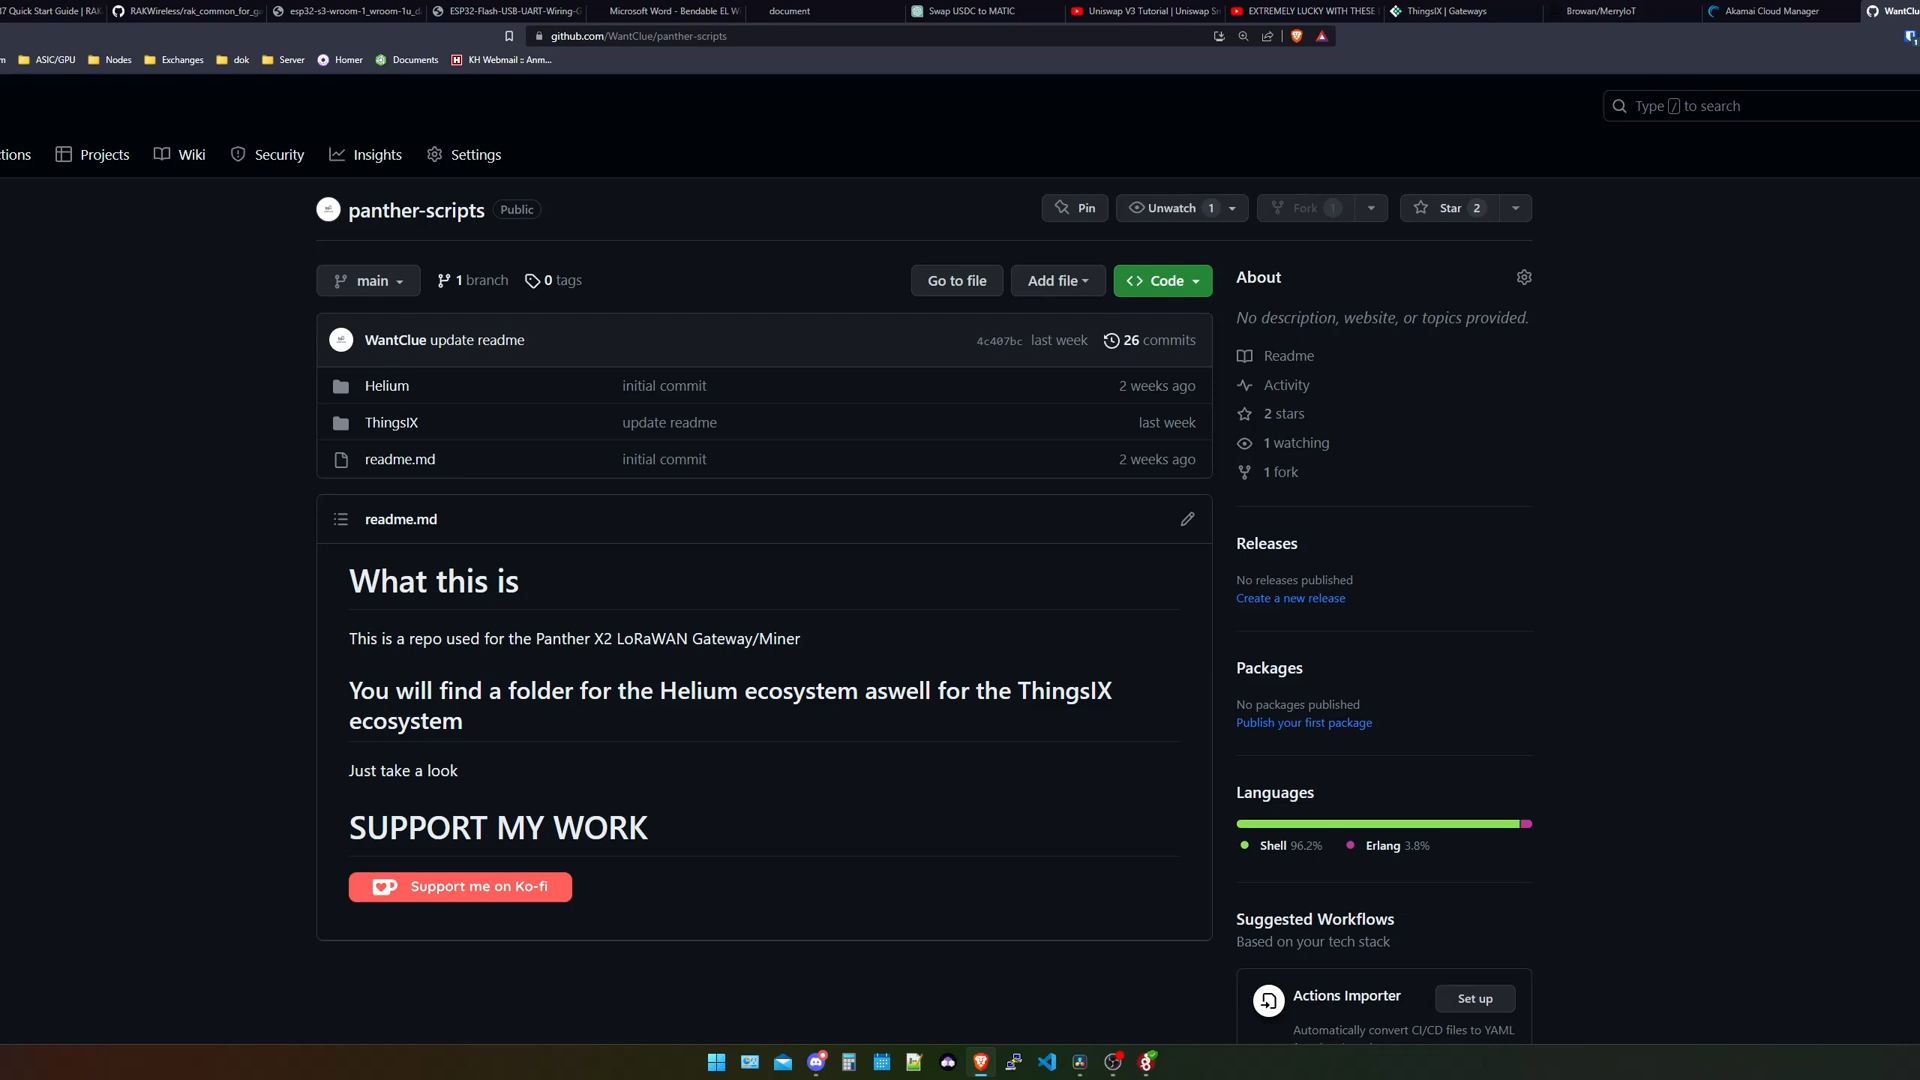 37 Quick Start Guide | RAK
RAKWireless/rak_common_for_ga
esp32-s3-wroom-1_wroom-1u_d
ESP32-Flash-USB-UART-Wiring-G
Microsoft Word - Bendable EL W
document
Swap USDC to MATIC
Uniswap V3 Tutorial | Uniswap Sr
EXTREMELY LUCKY WITH THESE
ThingsIX | Gateways
Browan/MerryIoT
Akamai Cloud Manager
WantClu
github.com/WantClue/panther-scripts
m
ASIC/GPU
Nodes
Exchanges
dok
Server
Homer
Documents
KH Webmail :: Anm...
Type / to search
tions
Projects
Wiki
Security
Insights
Settings
panther-scripts Public
Pin
Unwatch 1
Fork 1
Star 2
main
1 branch
0 tags
Go to file
Add file
Code
WantClue update readme
4c407bc last week
26 commits
Helium initial commit 2 weeks ago
ThingsIX update readme last week
readme.md initial commit 2 weeks ago
readme.md
What this is
This is a repo used for the Panther X2 LoRaWAN Gateway/Miner
You will find a folder for the Helium ecosystem aswell for the ThingsIX
ecosystem
Just take a look
SUPPORT MY WORK
Support me on Ko-fi
About
No description, website, or topics provided.
Readme
Activity
2 stars
1 watching
1 fork
Releases
No releases published
Create a new release
Packages
No packages published
Publish your first package
Languages
Shell 96.2%
Erlang 3.8%
Suggested Workflows
Based on your tech stack
Actions Importer
Set up
Automatically convert CI/CD files to YAML